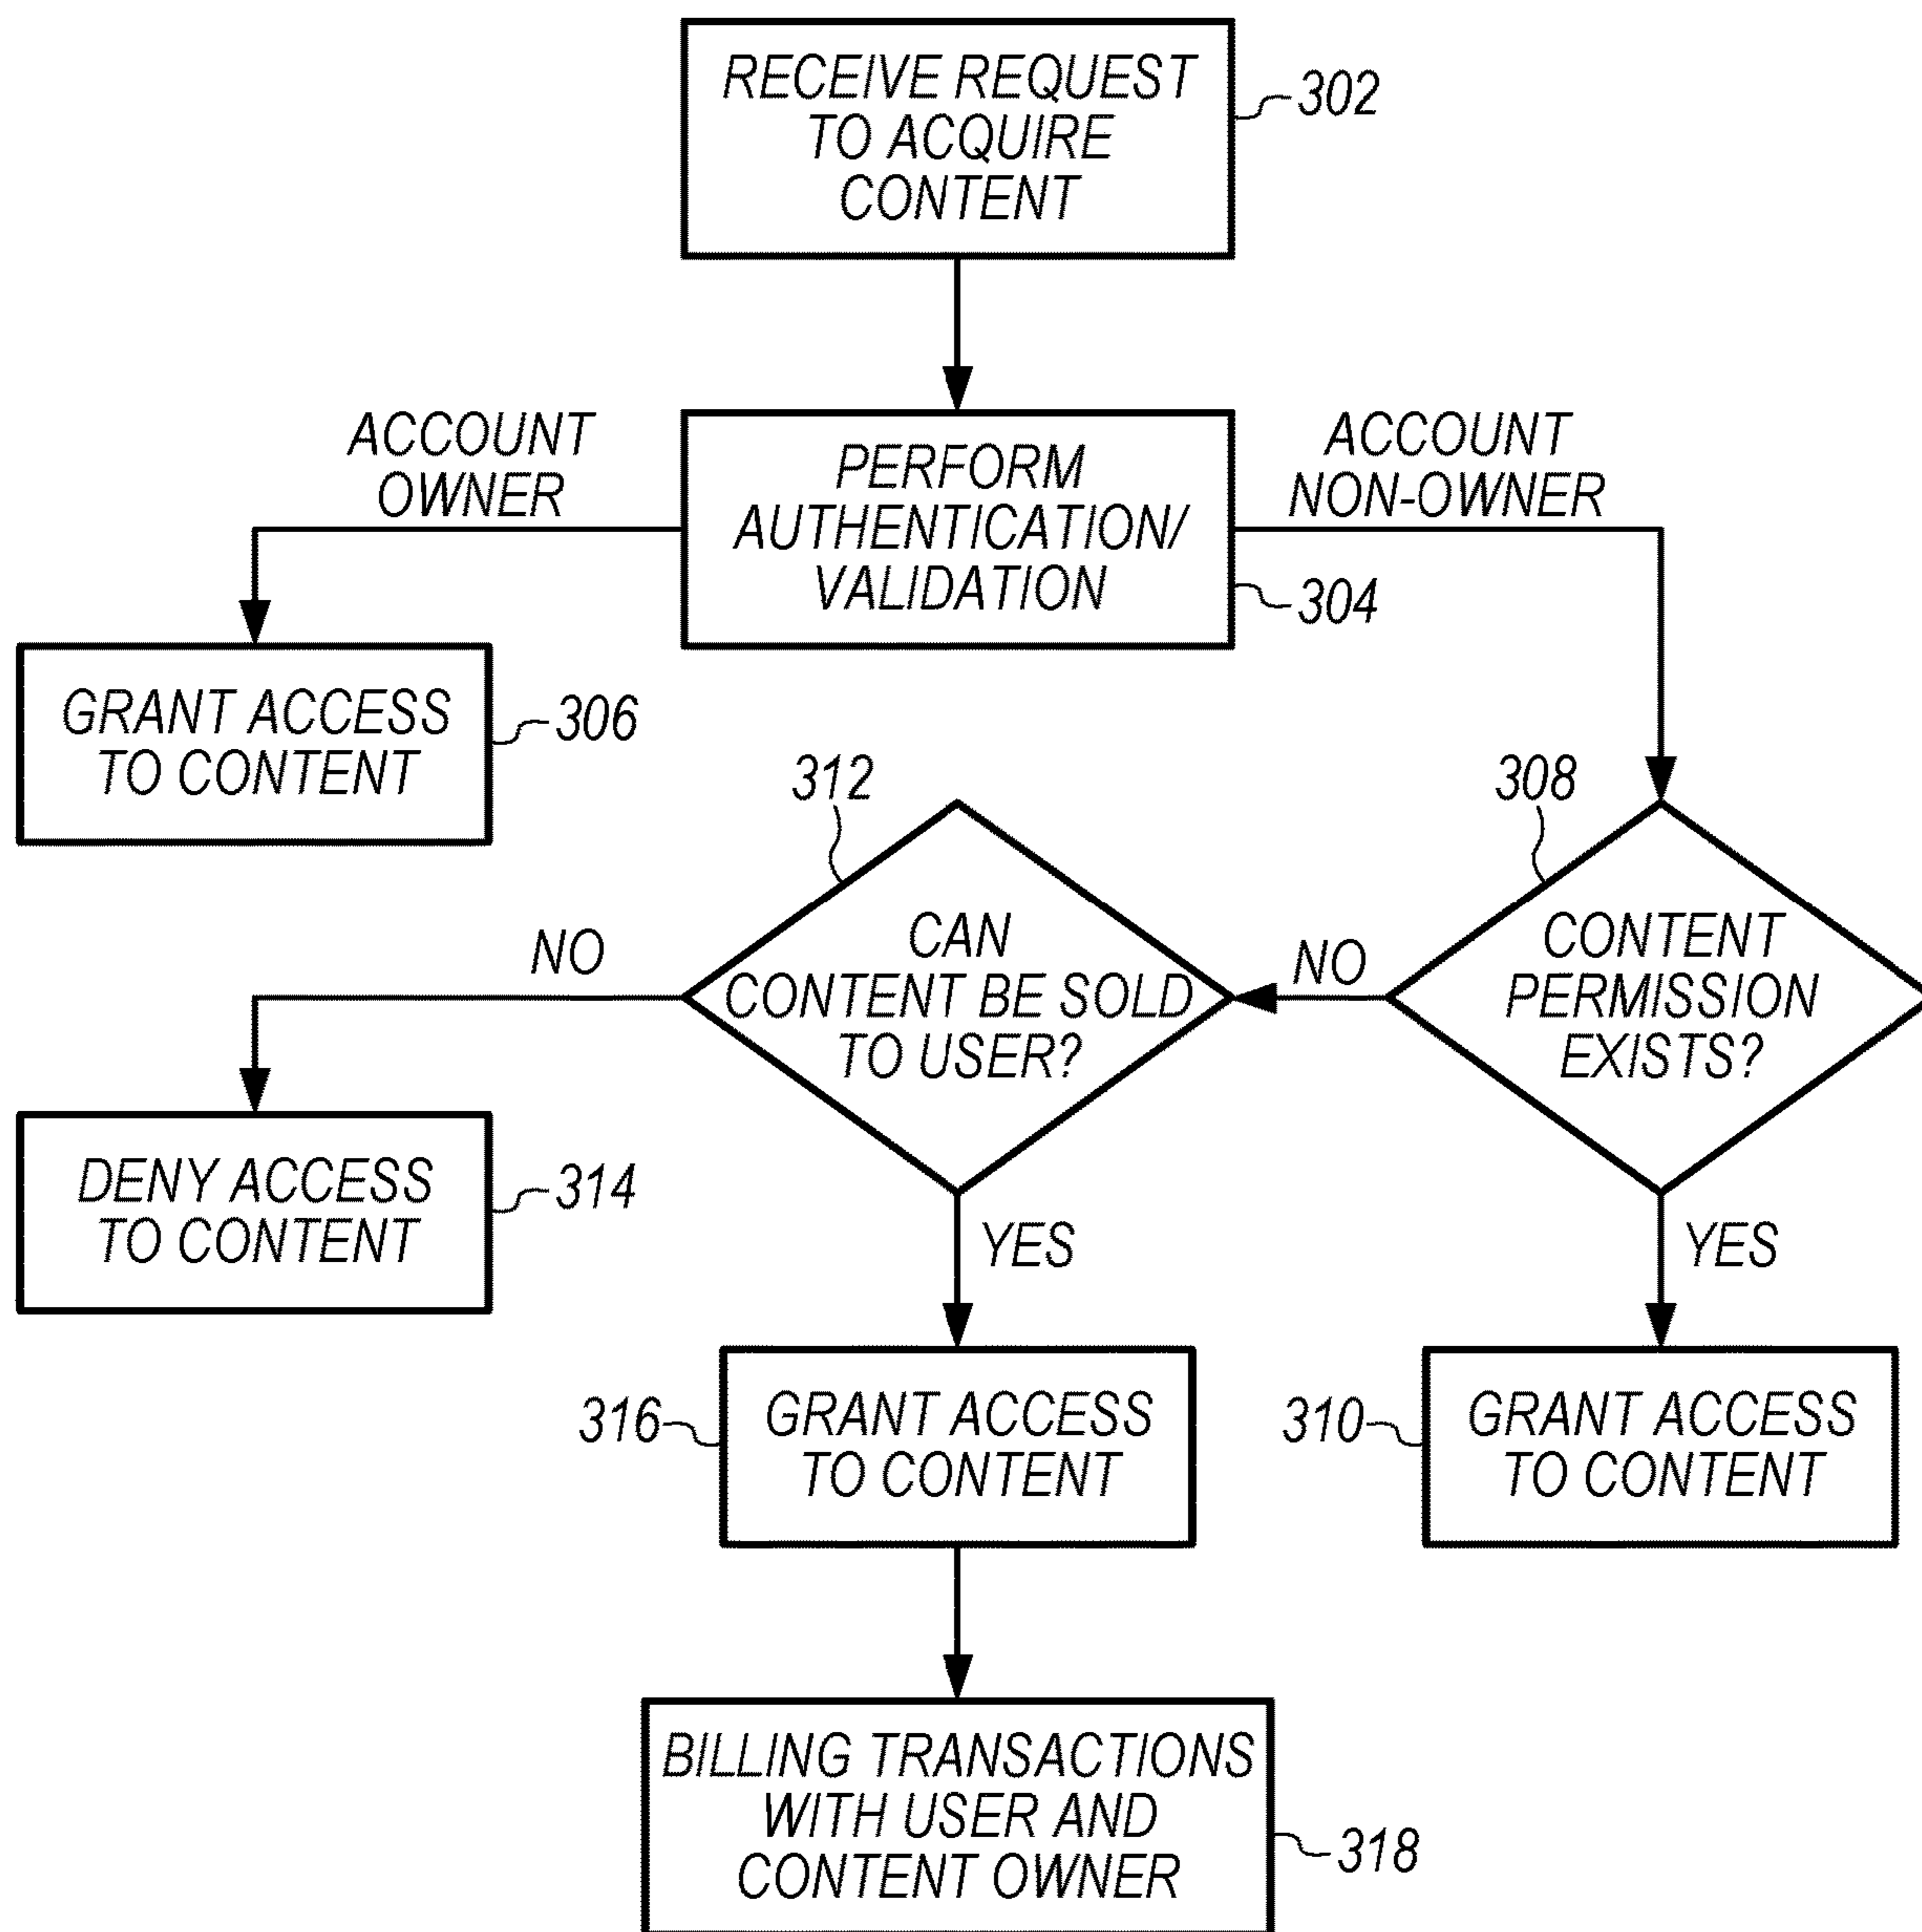 RECEIVE REQUEST
TO ACQUIRE
CONTENT
302
ACCOUNT
OWNER
PERFORM
AUTHENTICATION/
VALIDATION
304
ACCOUNT
NON-OWNER
GRANT ACCESS
TO CONTENT
306
312
308
CAN
CONTENT BE SOLD
TO USER?
NO
NO
CONTENT
PERMISSION
EXISTS?
DENY ACCESS
TO CONTENT
314
YES
YES
316
GRANT ACCESS
TO CONTENT
310
GRANT ACCESS
TO CONTENT
BILLING TRANSACTIONS
WITH USER AND
CONTENT OWNER
318